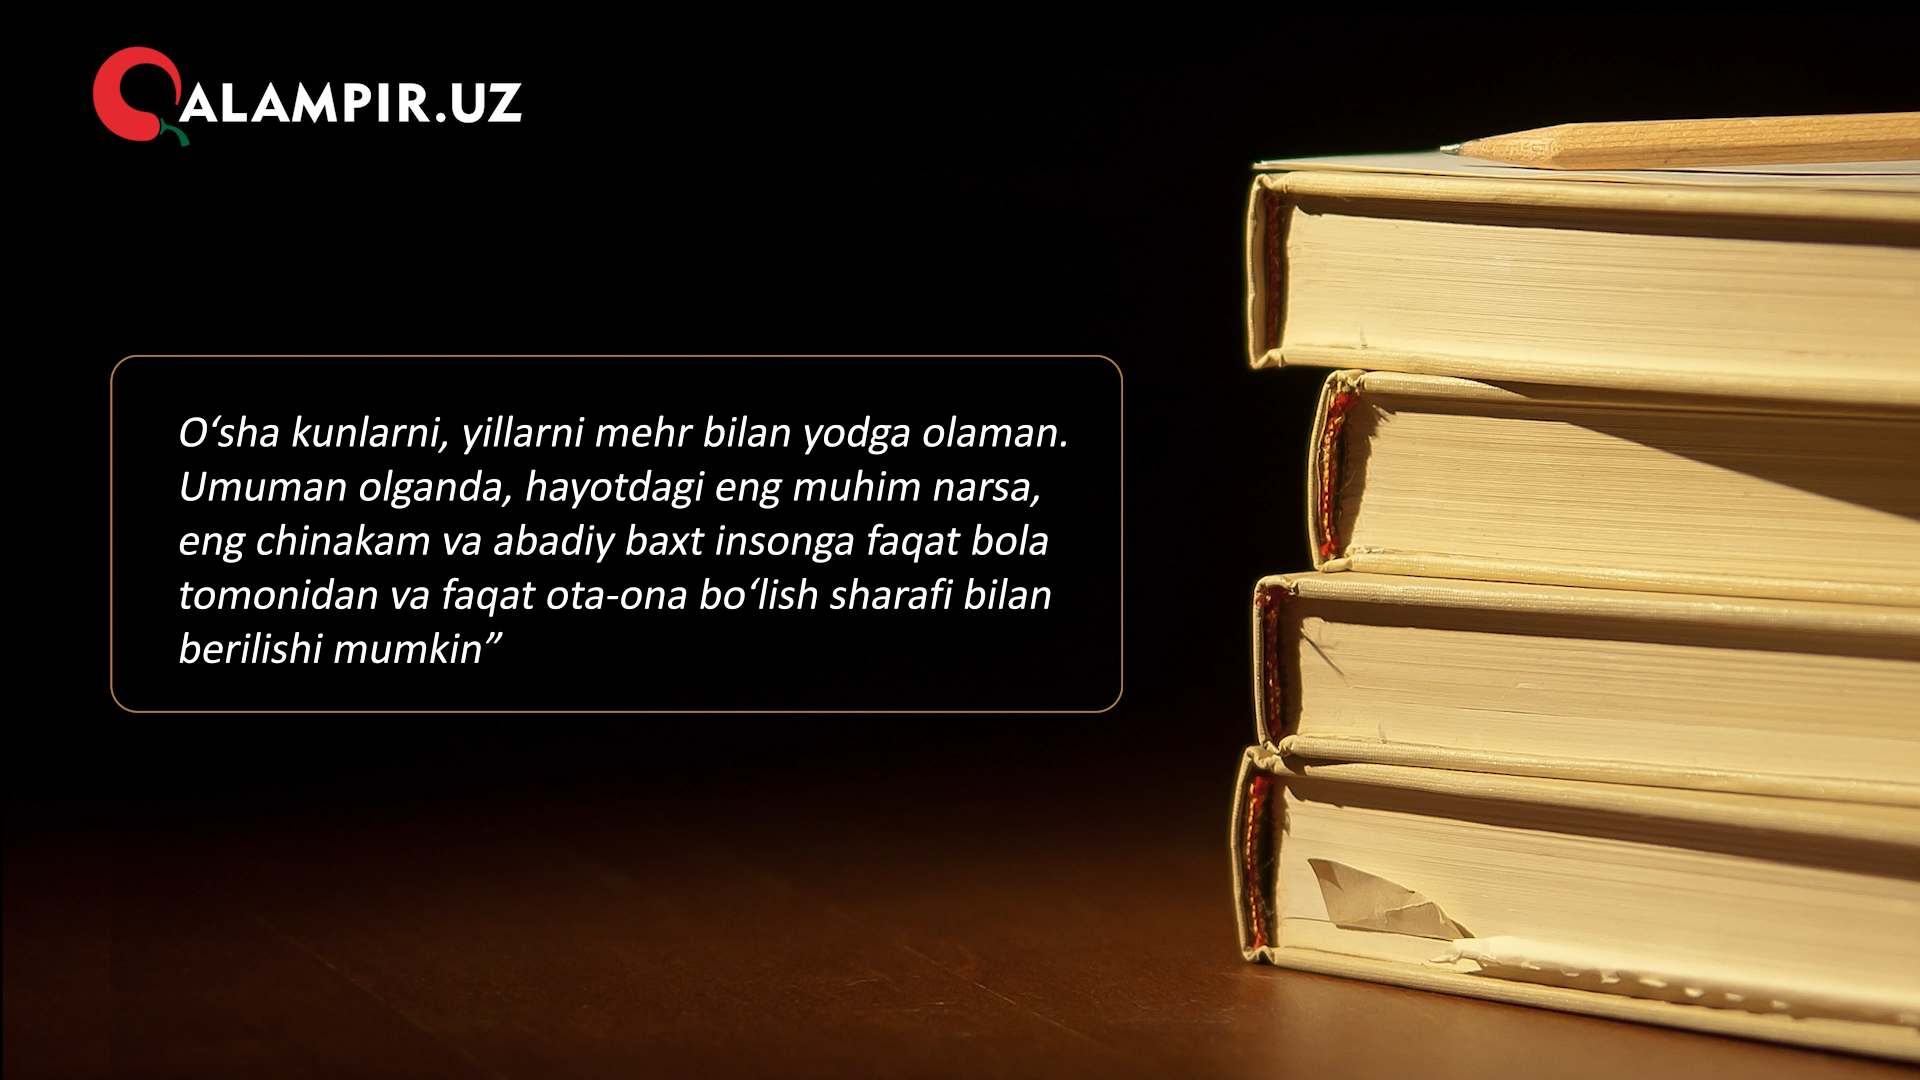 QALAMPIR.UZ
O‘sha kunlarni, yillarni mehr bilan yodga olaman.
Umuman olganda, hayotdagi eng muhim narsa,
eng chinakam va abadiy baxt insonga faqat bola
tomonidan va faqat ota-ona bo‘lish sharafi bilan
berilishi mumkin”